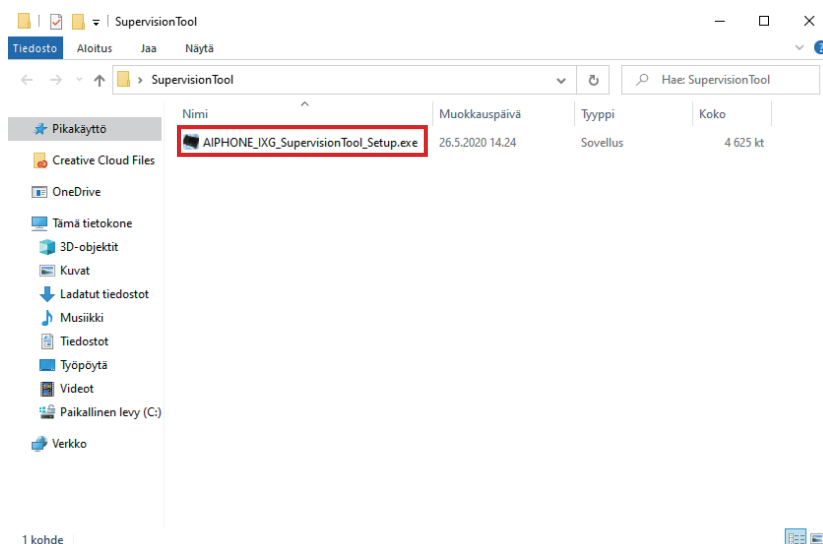 SupervisionTool
Tiedosto Aloitus Jaa Näytä
SupervisionTool Hae: SupervisionTool
Nimi Muokkauspäivä Tyyppi Koko
AIPHONE_IXG_SupervisionTool_Setup.exe 26.5.2020 14.24 Sovellus 4 625 kt
Pikakäyttö
Creative Cloud Files
OneDrive
Tämä tietokone
3D-objektit
Kuvat
Ladatut tiedostot
Musiikki
Tiedostot
Työpöytä
Videot
Paikallinen levy (C:)
Verkko
1 kohde